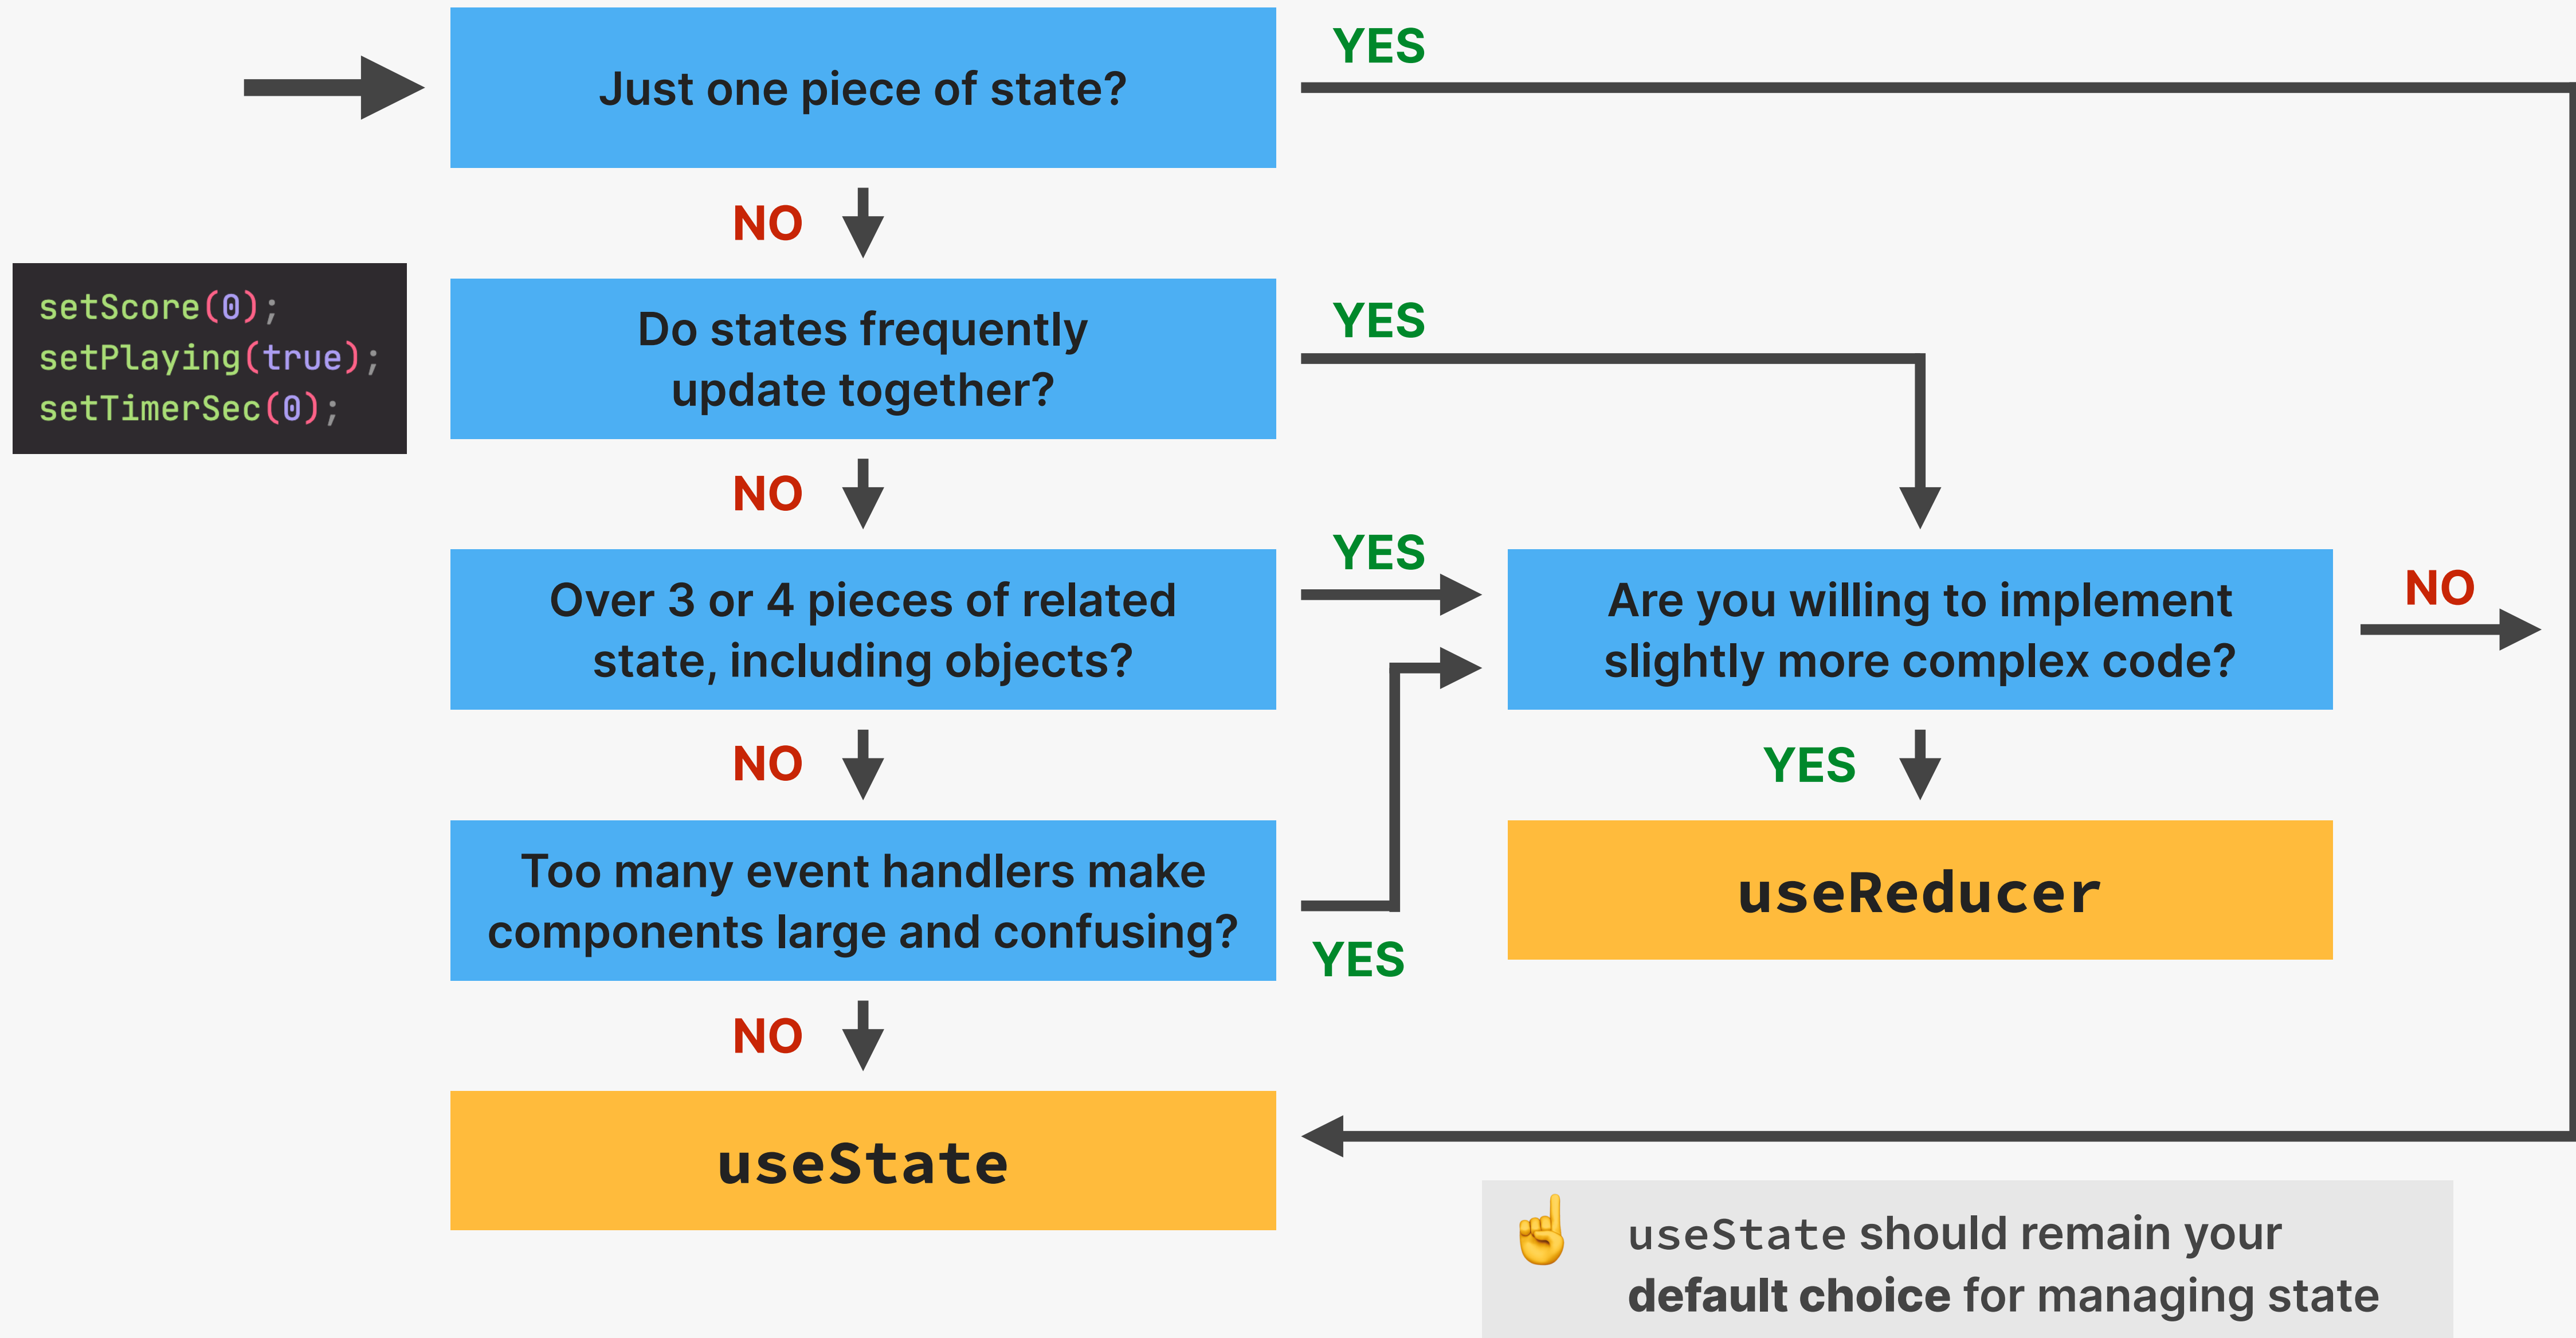 Just one piece of state?
YES
NO
setScore(0);
setPlaying(true);
setTimerSec(0);
Do states frequently
update together?
YES
NO
Over 3 or 4 pieces of related
state, including objects?
YES
Are you willing to implement
slightly more complex code?
NO
NO
YES
Too many event handlers make
components large and confusing?
YES
useReducer
NO
useState
useState should remain your
default choice for managing state